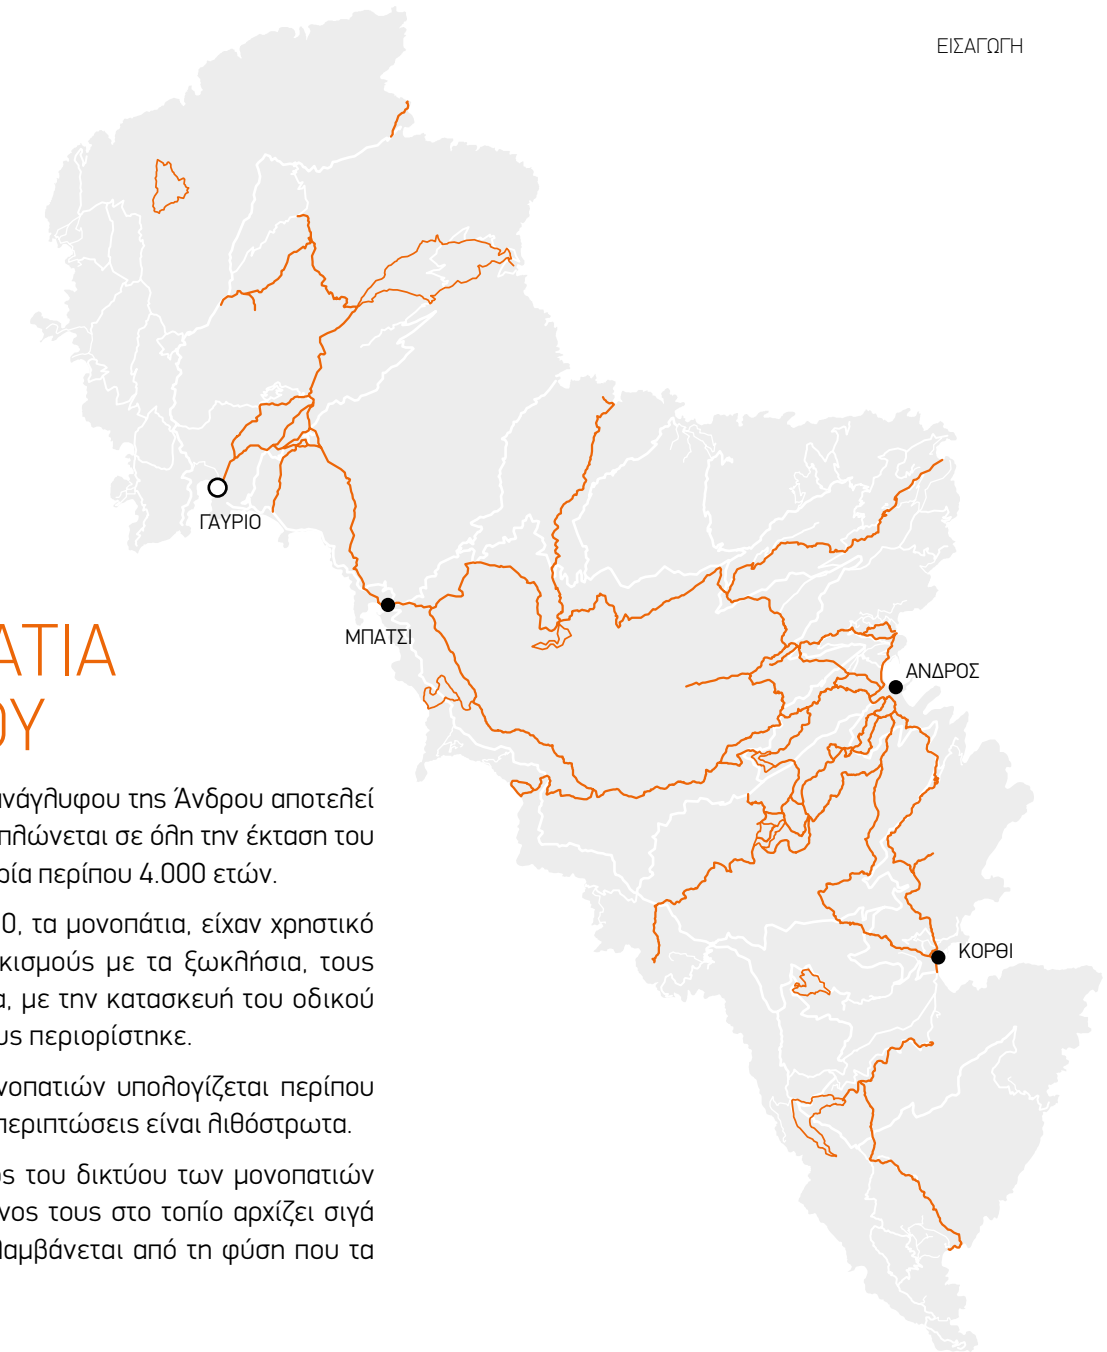 ΕΙΣΑΓΩΓΗ
ΓΑΥΡΙΟ
ΜΠΑΤΣΙ
ΑΝΔΡΟΣ
ΚΟΡΘΙ
ΑΤΙΑ
ΟΥ
ανάγλυφου της Άνδρου αποτελεί
πλώνεται σε όλη την έκταση του
ρία περίπου 4.000 ετών.
0, τα μονοπάτια, είχαν χρηστικό
κισμούς με τα ξωκλήσια, τους
α, με την κατασκευή του οδικού
υς περιορίστηκε.
νοπατιών υπολογίζεται περίπου
περιπτώσεις είναι λιθόστρωτα.
ς του δικτύου των μονοπατιών
νος τους στο τοπίο αρχίζει σιγά
λαμβάνεται από τη φύση που τα